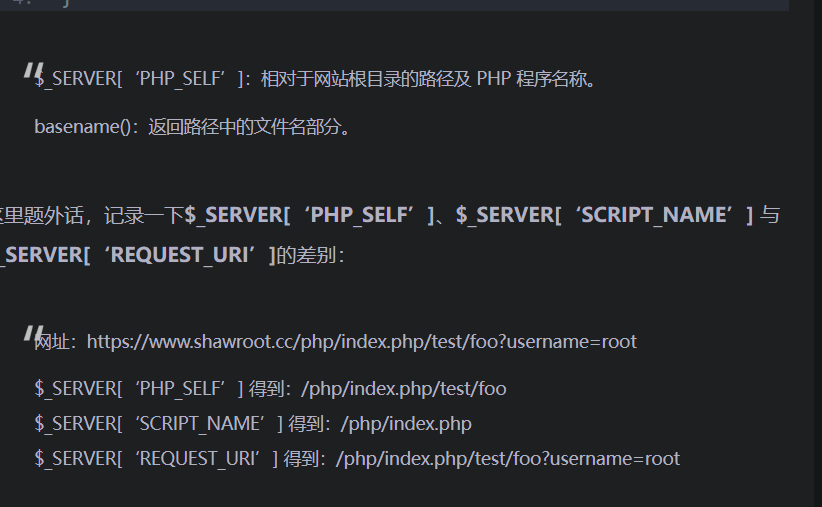 $_SERVER[‘PHP_SELF’]：相对于网站根目录的路径及 PHP 程序名称。
basename()：返回路径中的文件名部分。
这里题外话，记录一下$_SERVER[‘PHP_SELF’]、$_SERVER[‘SCRIPT_NAME’] 与
_SERVER[‘REQUEST_URI’]的差别：
网址：https://www.shawroot.cc/php/index.php/test/foo?username=root
$_SERVER[‘PHP_SELF’] 得到：/php/index.php/test/foo
$_SERVER[‘SCRIPT_NAME’] 得到：/php/index.php
$_SERVER[‘REQUEST_URI’] 得到：/php/index.php/test/foo?username=root